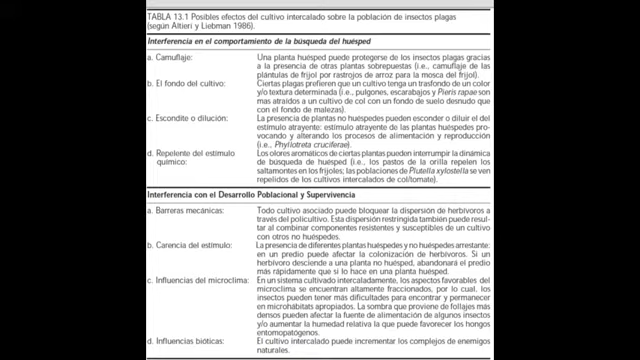 TABLA 13.1 Posibles efectos del cultivo intercalado sobre la población de insectos plagas
(según Altieri y Liebman 1986).
Interferencia en el comportamiento de la búsqueda del huésped
a. Camuflaje: Una planta huésped puede protegerse de los insectos plagas gracias
a la presencia de otras plantas sobrepuestas (i.e., camuflaje de las
plántulas de frijol por rastrojos de arroz para la mosca del frijol).
b. El fondo del cultivo: Ciertas plagas prefieren que un cultivo tenga un trasfondo de un color
y/o textura determinada (i.e., pulgones, escarabajos y Pieris rapae son
mas atraídos a un cultivo de col con un fondo de suelo desnudo que
con el fondo de malezas).
c. Escondite o dilución: La presencia de plantas no huéspedes pueden esconder o diluir el del
estímulo atrayente: estímulo atrayente de las plantas huéspedes pro-
vocando y alterando los procesos de alimentación y reproducción
(i.e., Phyllotreta cruciferae).
d. Repelente del estímulo Los olores aromáticos de ciertas plantas pueden interrumpir la dinámica
químico: de búsqueda de huésped (i.e., los pastos de la orilla repelen los
saltamontes en los frijoles; las poblaciones de Plutella xylostella se ven
repelidos de los cultivos intercalados de col/tomate).
Interferencia con el Desarrollo Poblacional y Supervivencia
a. Barreras mecánicas: Todo cultivo asociado puede bloquear la dispersión de herbívoros a
través del policultivo. Esta dispersión restringida también puede resul-
tar al combinar componentes resistentes y susceptibles de un cultivo
con otros no huéspedes.
b. Carencia del estímulo: La presencia de diferentes plantas huéspedes y no huéspedes arrestante:
en un predio puede afectar la colonización de herbívoros. Si un
herbívoro desciende a una planta no huésped, abandonará el predio
más rápidamente que si lo hace en una planta huésped.
c. Influencias del microclima: En un sistema cultivado intercaladamente, los aspectos favorables del
microclima se encuentran altamente fraccionados, por lo cual, los
insectos pueden tener más dificultades para encontrar y permanecer
en microhábitats apropiados. La sombra que proviene de follajes más
densos pueden afectar la fuente de alimentación de algunos insectos
y/o aumentar la humedad relativa la que puede favorecer los hongos
entomopatógenos.
d. Influencias bióticas: El cultivo intercalado puede incrementar los complejos de enemigos
naturales.